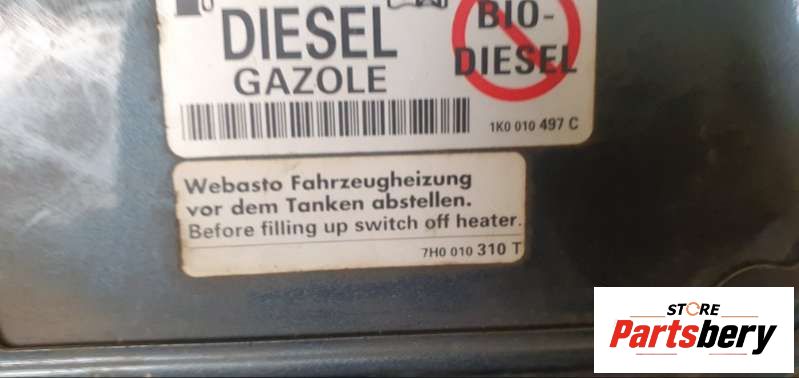 DIESEL
GAZOLE
BIO-
DIESEL
1K0 010 497 C
Webasto Fahrzeugheizung
vor dem Tanken abstellen.
Before filling up switch off heater.
7H0 010 310 T
STORE
Partsbery